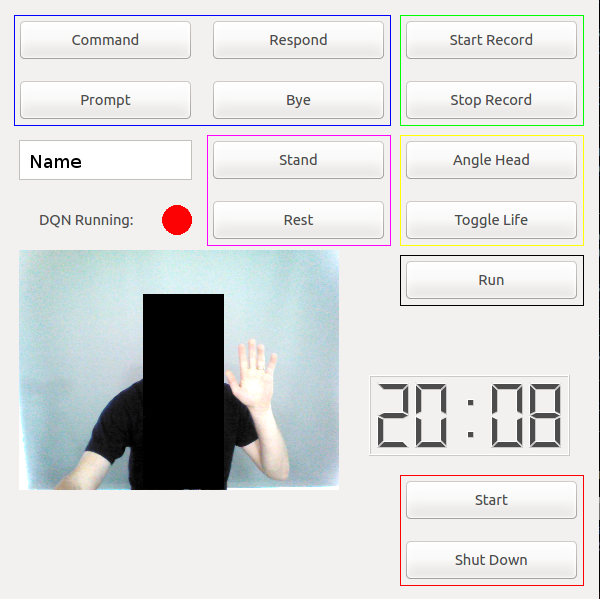 Command
Respond
Start Record
Prompt
Bye
Stop Record
Name
Stand
Angle Head
DQN Running:
Rest
Toggle Life
Run
20:08
Start
Shut Down